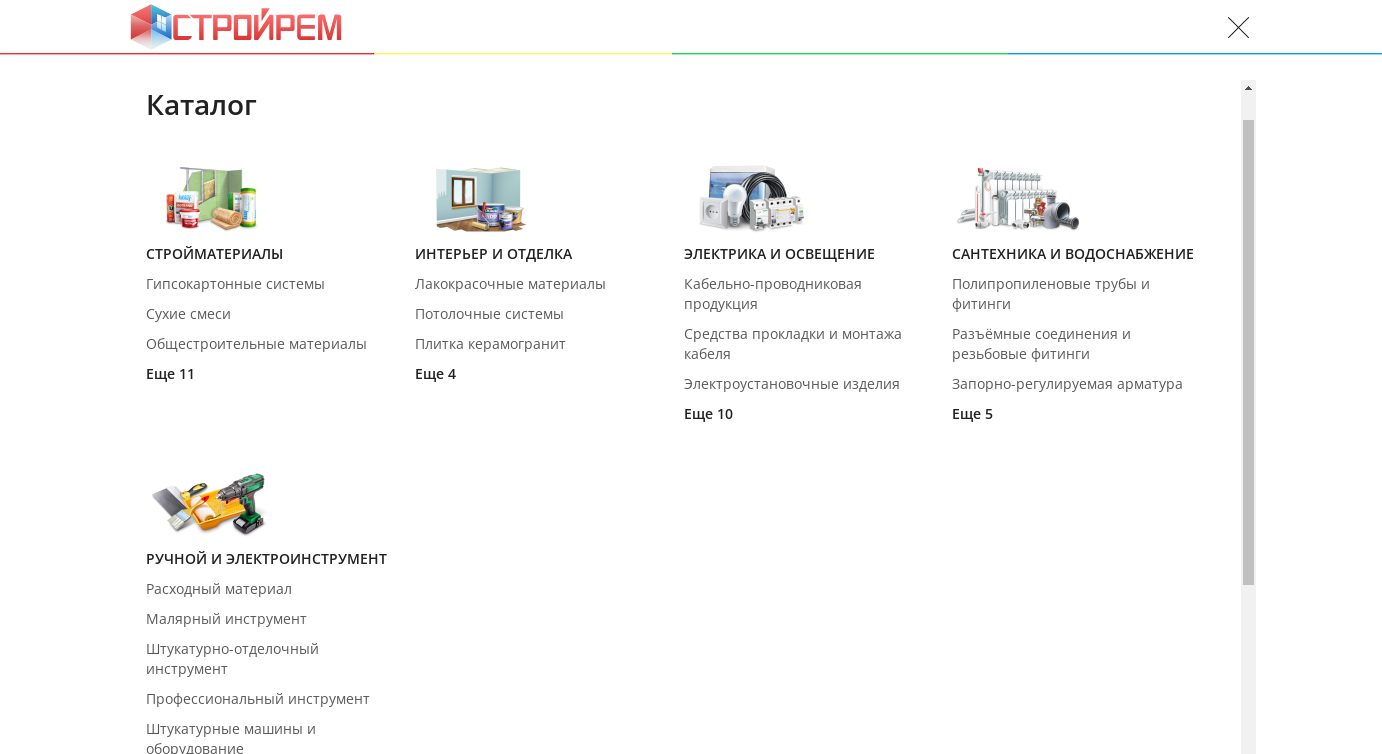 СТРОЙРЕМ
Каталог
СТРОЙМАТЕРИАЛЫ
Гипсокартонные системы
Сухие смеси
Общестроительные материалы
Еще 11
ИНТЕРЬЕР И ОТДЕЛКА
Лакокрасочные материалы
Потолочные системы
Плитка керамогранит
Еще 4
ЭЛЕКТРИКА И ОСВЕЩЕНИЕ
Кабельно-проводниковая
продукция
Средства прокладки и монтажа
кабеля
Электроустановочные изделия
Еще 10
САНТЕХНИКА И ВОДОСНАБЖЕНИЕ
Полипропиленовые трубы и
фитинги
Разъёмные соединения и
резьбовые фитинги
Запорно-регулируемая арматура
Еще 5
РУЧНОЙ И ЭЛЕКТРОИНСТРУМЕНТ
Расходный материал
Малярный инструмент
Штукатурно-отделочный
инструмент
Профессиональный инструмент
Штукатурные машины и
оборудование